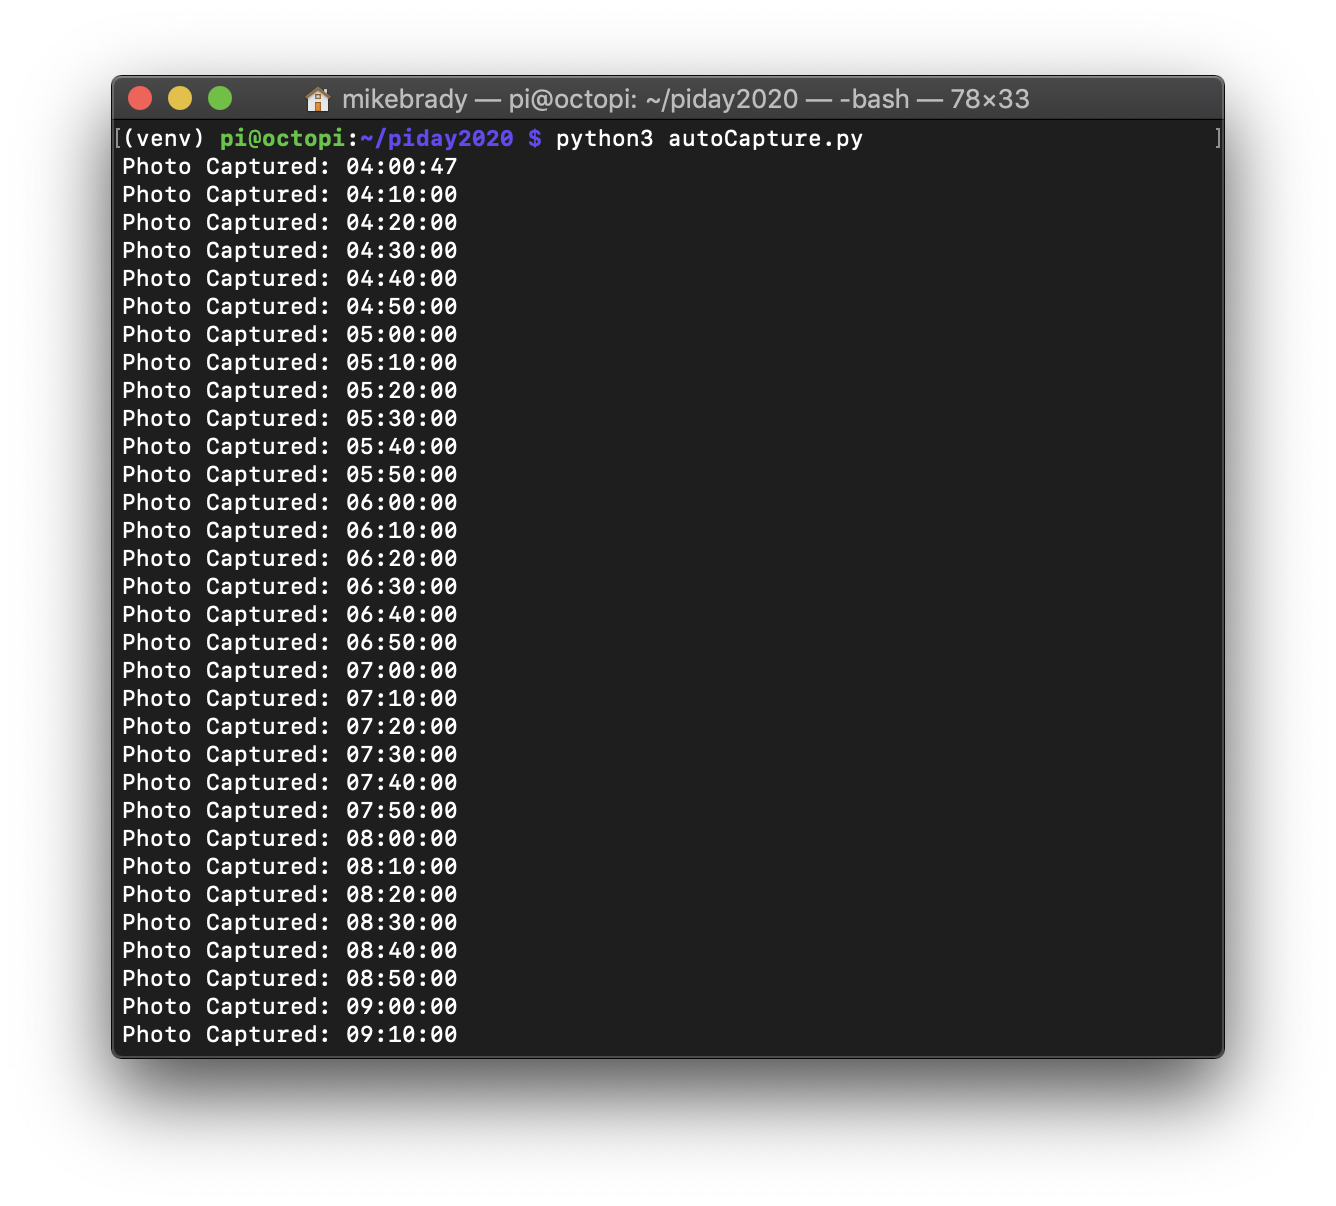 mikebrady — pi@octopi: ~/piday2020 — -bash — 78×33
[(venv) pi@octopi:~/piday2020 $ python3 autoCapture.py ]
Photo Captured: 04:00:47
Photo Captured: 04:10:00
Photo Captured: 04:20:00
Photo Captured: 04:30:00
Photo Captured: 04:40:00
Photo Captured: 04:50:00
Photo Captured: 05:00:00
Photo Captured: 05:10:00
Photo Captured: 05:20:00
Photo Captured: 05:30:00
Photo Captured: 05:40:00
Photo Captured: 05:50:00
Photo Captured: 06:00:00
Photo Captured: 06:10:00
Photo Captured: 06:20:00
Photo Captured: 06:30:00
Photo Captured: 06:40:00
Photo Captured: 06:50:00
Photo Captured: 07:00:00
Photo Captured: 07:10:00
Photo Captured: 07:20:00
Photo Captured: 07:30:00
Photo Captured: 07:40:00
Photo Captured: 07:50:00
Photo Captured: 08:00:00
Photo Captured: 08:10:00
Photo Captured: 08:20:00
Photo Captured: 08:30:00
Photo Captured: 08:40:00
Photo Captured: 08:50:00
Photo Captured: 09:00:00
Photo Captured: 09:10:00